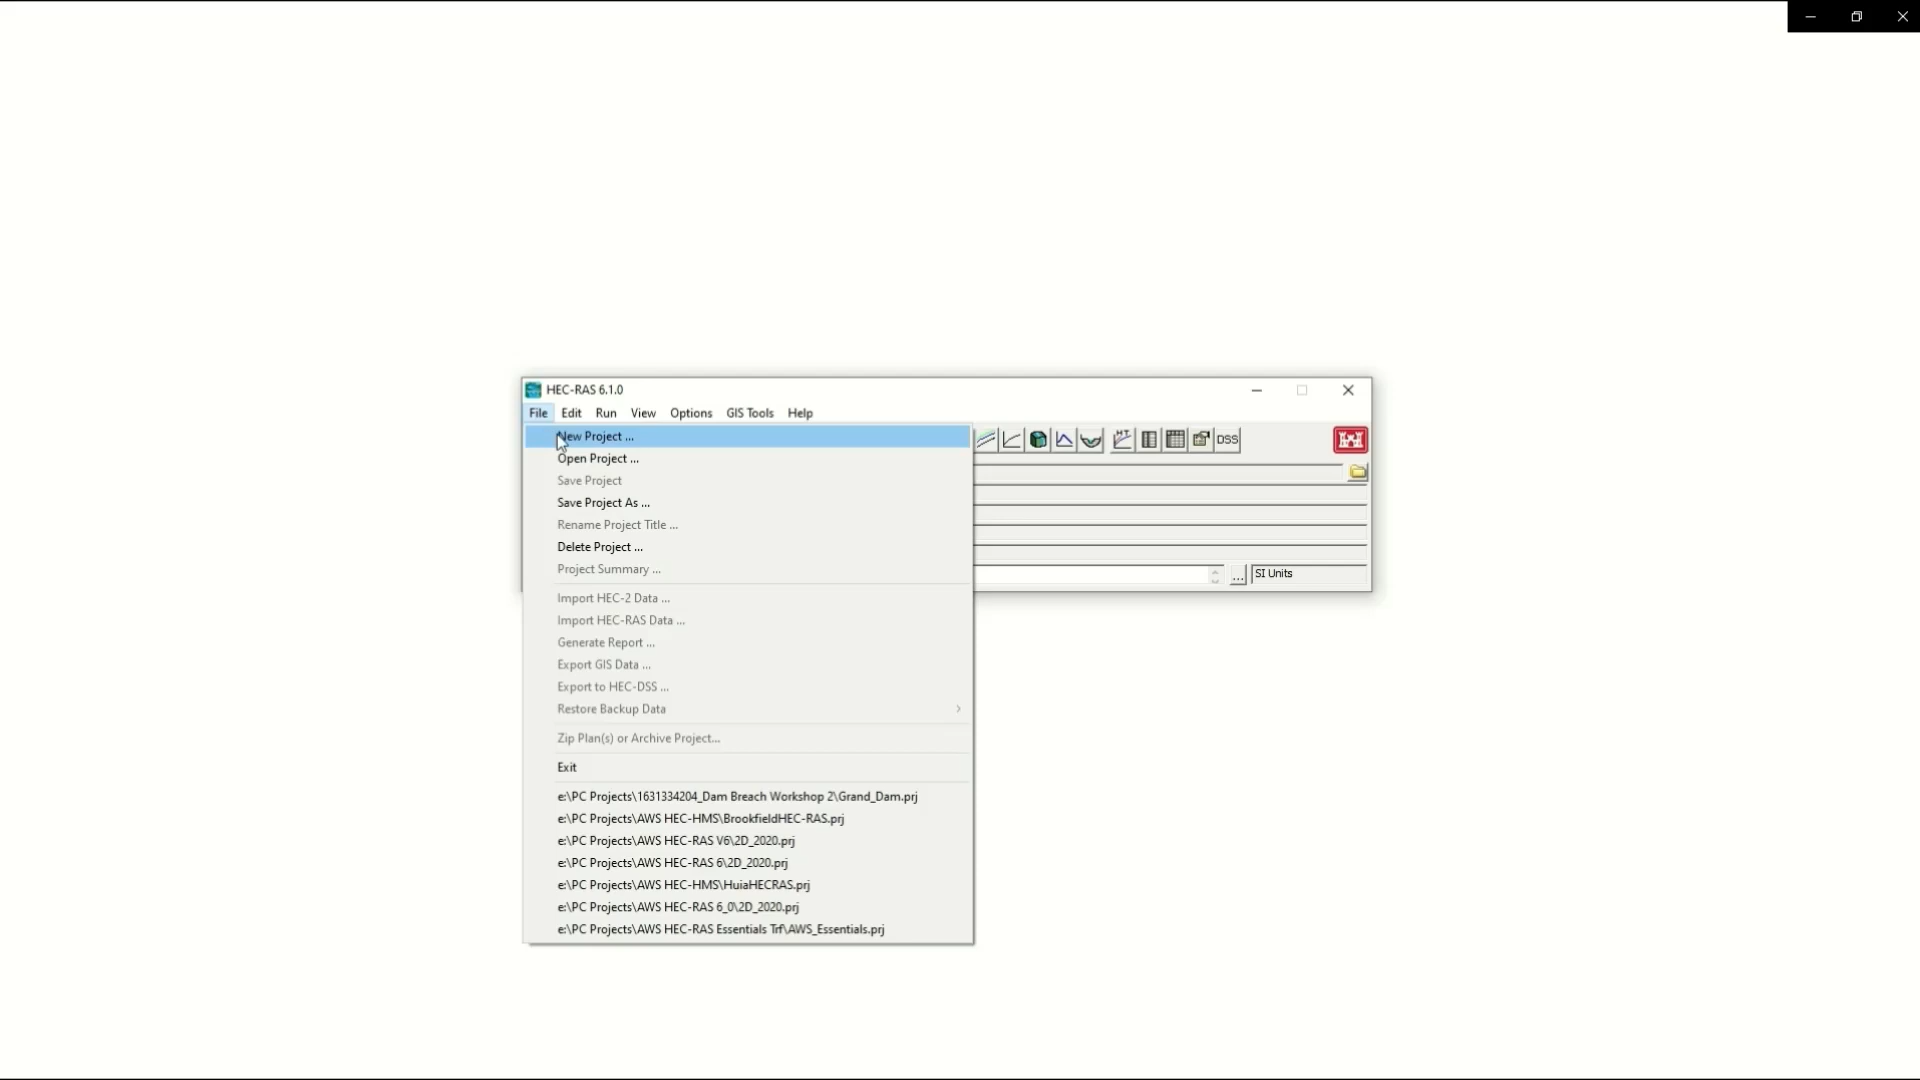 HEC-RAS 6.1.0
File Edit Run View Options GIS Tools Help
New Project ...
Open Project ...
Save Project
Save Project As ...
Rename Project Title ...
Delete Project ...
Project Summary ...
Import HEC-2 Data ...
Import HEC-RAS Data ...
Generate Report ...
Export GIS Data ...
Export to HEC-DSS ...
Restore Backup Data
Zip Plan(s) or Archive Project...
Exit
e:\PC Projects\1631334204_Dam Breach Workshop 2\Grand_Dam.prj
e:\PC Projects\AWS HEC-HMS\BrookfieldHEC-RAS.prj
e:\PC Projects\AWS HEC-RAS V6\2D_2020.prj
e:\PC Projects\AWS HEC-RAS 6\2D_2020.prj
e:\PC Projects\AWS HEC-HMS\HuiaHECRAS.prj
e:\PC Projects\AWS HEC-RAS 6_0\2D_2020.prj
e:\PC Projects\AWS HEC-RAS Essentials Trf\AWS_Essentials.prj
HT
DSS
...
SI Units